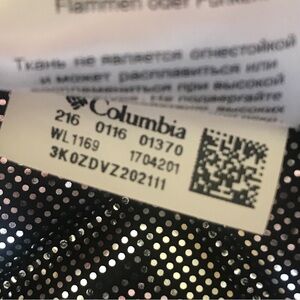 Flammen oder Funken
Ткань не является огнестойкой
и может расплавиться или
при высокой
Columbia
216 0116 01370
WL1169 1704201
3K0ZDVZ202111